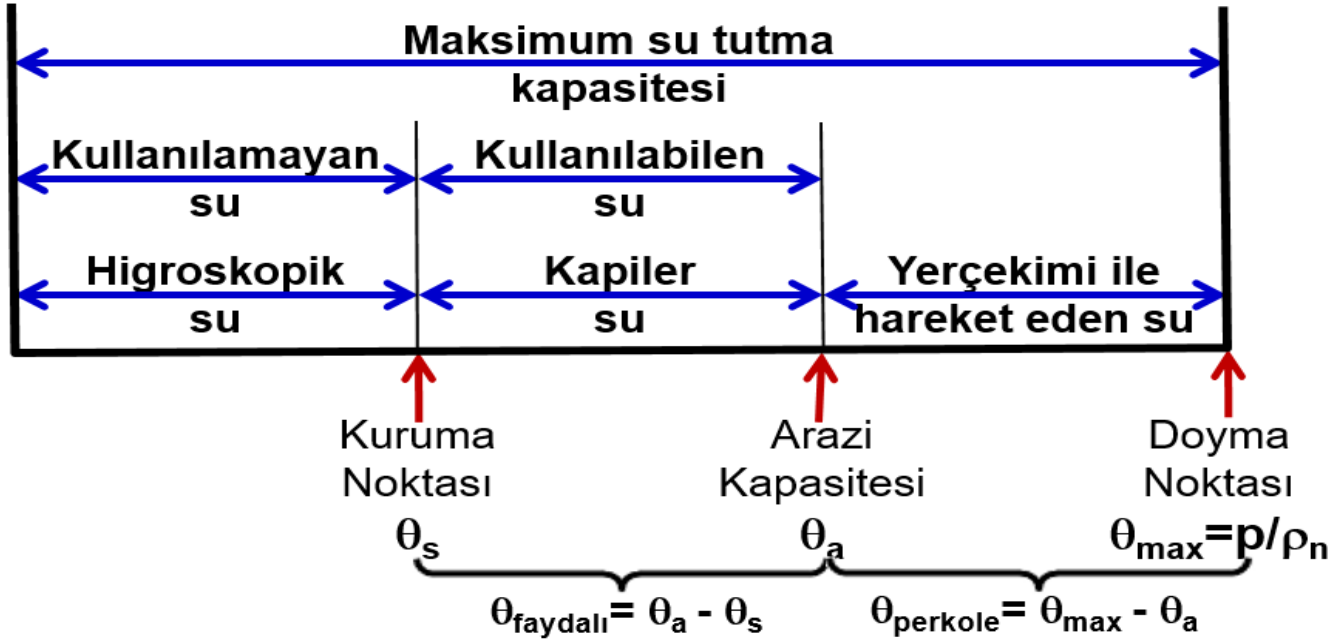 Maksimum su tutma
kapasitesi
Kullanılamayan
su
Kullanılabilen
su
Higroskopik
su
Kapiler
su
Yerçekimi ile
hareket eden su
Kuruma
Noktası
Arazi
Kapasitesi
Doyma
Noktası
θs
θa
θmax=p/ρn
θfaydalı= θa - θs
θperkole= θmax - θa